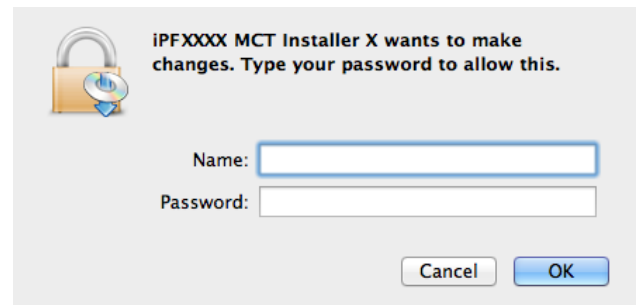 iPFXXXX MCT Installer X wants to make
changes. Type your password to allow this.
Name:
Password:
Cancel OK